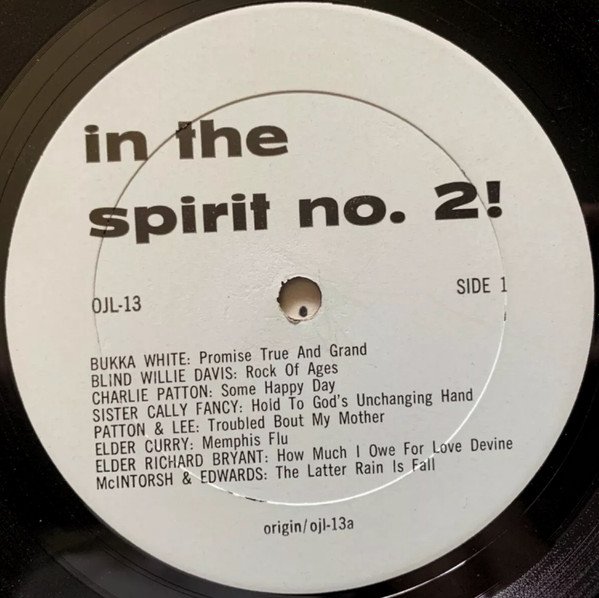 in the
spirit no. 2!
OJL-13
SIDE 1
BUKKA WHITE: Promise True And Grand
BLIND WILLIE DAVIS: Rock Of Ages
CHARLIE PATTON: Some Happy Day
SISTER CALLY FANCY: Hold To God's Unchanging Hand
PATTON & LEE: Troubled Bout My Mother
ELDER CURRY: Memphis Flu
ELDER RICHARD BRYANT: How Much I Owe For Love Devine
McINTORSH & EDWARDS: The Latter Rain Is Fall
origin/ojl-13a